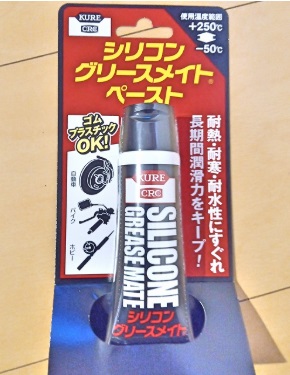 KURE
CRC
使用温度範囲
+250℃
-50℃
シリコン
グリースメイト®
ペースト
ゴム
プラスチック
OK!
自動車
バイク
ホビー
耐熱・耐寒・耐水性にすぐれ
長期間潤滑力をキープ!
KURE
CRC
SILICONE
GREASE MATE
シリコン
グリースメイト